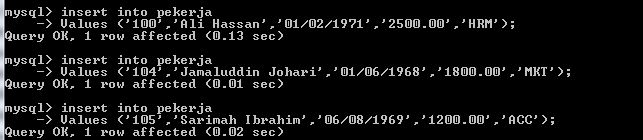 mysql> insert into pekerja
    -> Values ('100','Ali Hassan','01/02/1971','2500.00','HRM');
Query OK, 1 row affected (0.13 sec)

mysql> insert into pekerja
    -> Values ('104','Jamaluddin Johari','01/06/1968','1800.00','MKT');
Query OK, 1 row affected (0.01 sec)

mysql> insert into pekerja
    -> Values ('105','Sarimah Ibrahim','06/08/1969','1200.00','ACC');
Query OK, 1 row affected (0.02 sec)